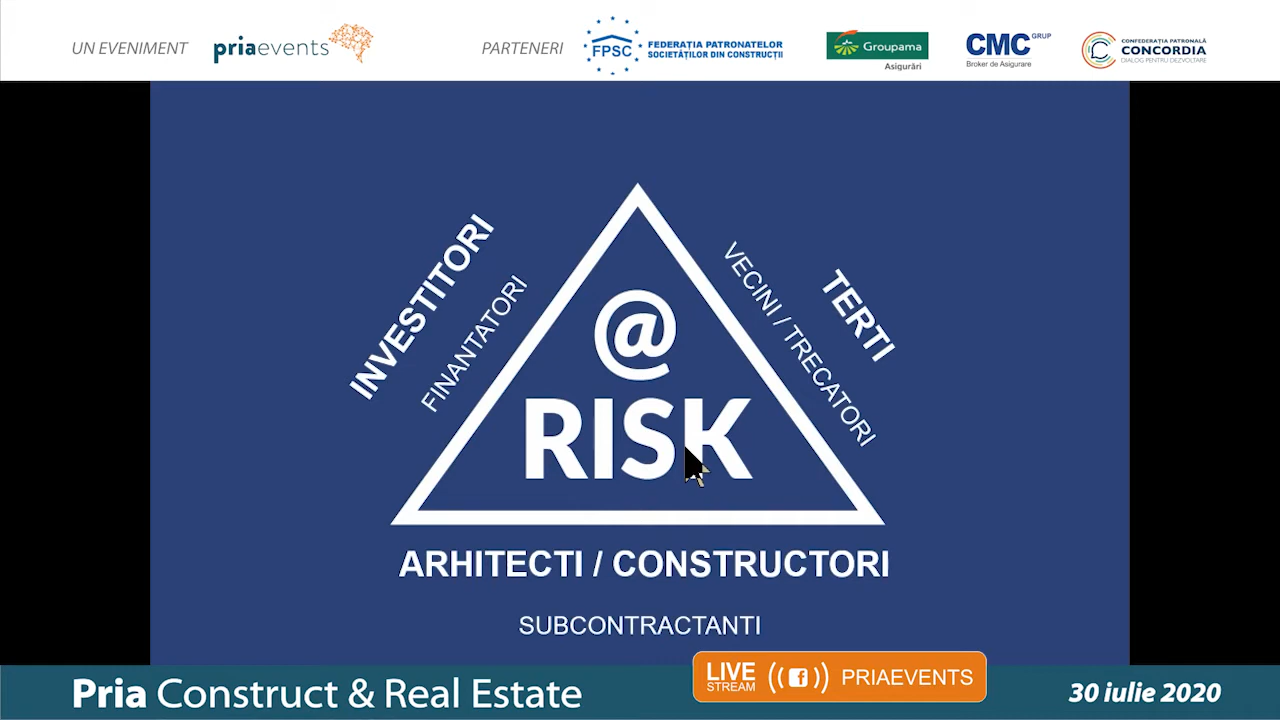 UN EVENIMENT
priaevents
PARTENERI
FPSC
FEDERAȚIA PATRONATELOR
SOCIETĂȚILOR DIN CONSTRUCȚII
Groupama
Asigurări
CMC GRUP
Broker de Asigurare
CONFEDERAȚIA PATRONALĂ
CONCORDIA
DIALOG PENTRU DEZVOLTARE
INVESTITORI
FINANTATORI
VECINI / TRECATORI
TERTI
@
RISK
ARHITECTI / CONSTRUCTORI
SUBCONTRACTANTI
Pria Construct & Real Estate
LIVE
STREAM
PRIAEVENTS
30 iulie 2020